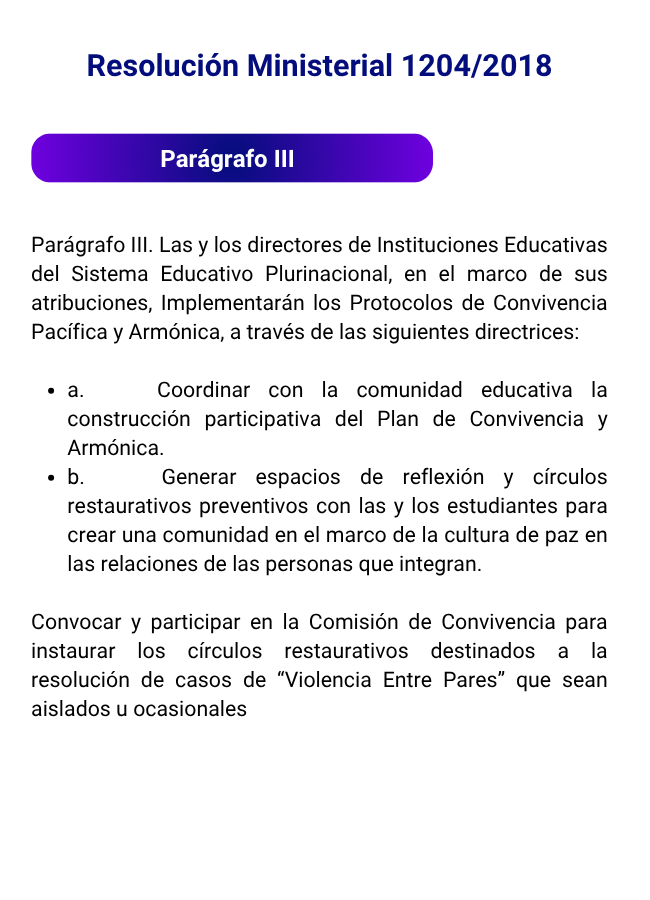 Resolución Ministerial 1204/2018
Parágrafo III
Parágrafo III. Las y los directores de Instituciones Educativas
del Sistema Educativo Plurinacional, en el marco de sus
atribuciones, Implementarán los Protocolos de Convivencia
Pacífica y Armónica, a través de las siguientes directrices:
• a. Coordinar con la comunidad educativa la
construcción participativa del Plan de Convivencia y
Armónica.
• b. Generar espacios de reflexión y círculos
restaurativos preventivos con las y los estudiantes para
crear una comunidad en el marco de la cultura de paz en
las relaciones de las personas que integran.
Convocar y participar en la Comisión de Convivencia para
instaurar los círculos restaurativos destinados a la
resolución de casos de “Violencia Entre Pares” que sean
aislados u ocasionales